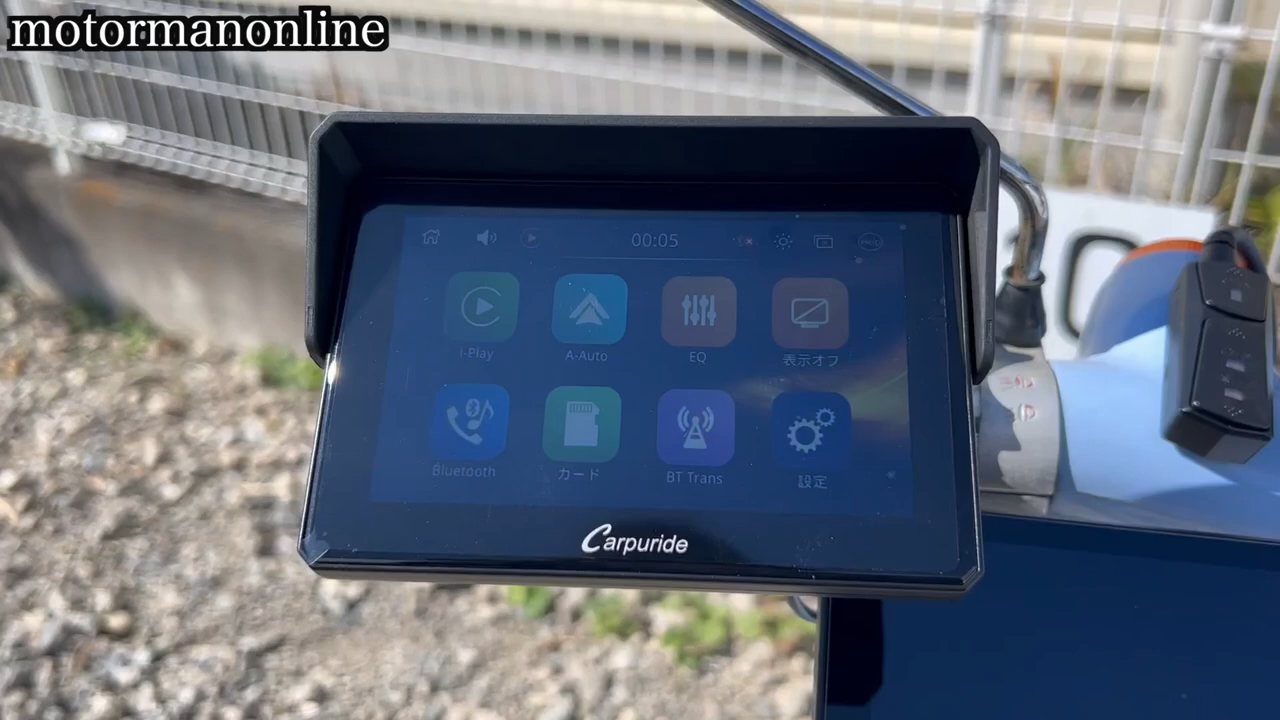 motormanonline
00:05
I-Play
A-Auto
EQ
表示オフ
Bluetooth
カード
BT Trans
設定
Carpuride